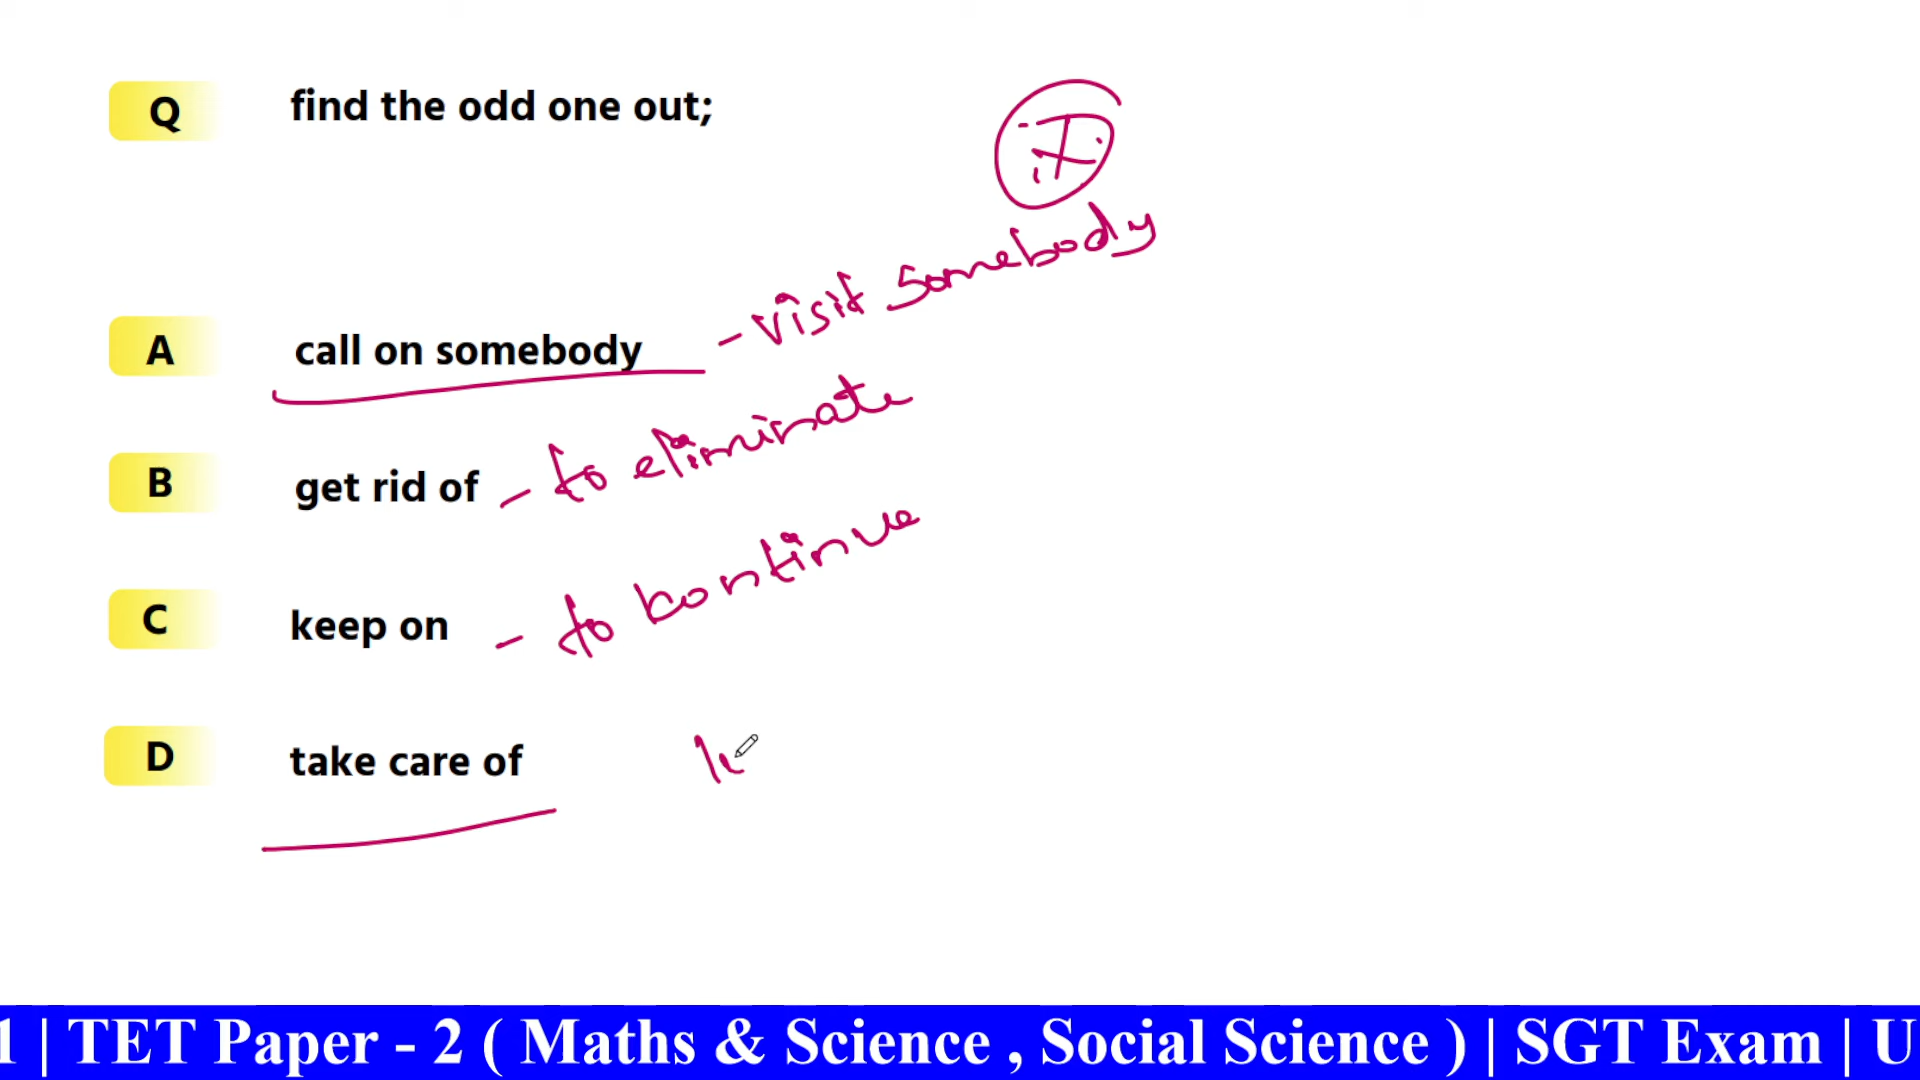 Q find the odd one out;
A call on somebody - visit somebody
B get rid of - to eliminate
C keep on - to continue
D take care of
1 | TET Paper - 2 ( Maths & Science , Social Science ) | SGT Exam | U